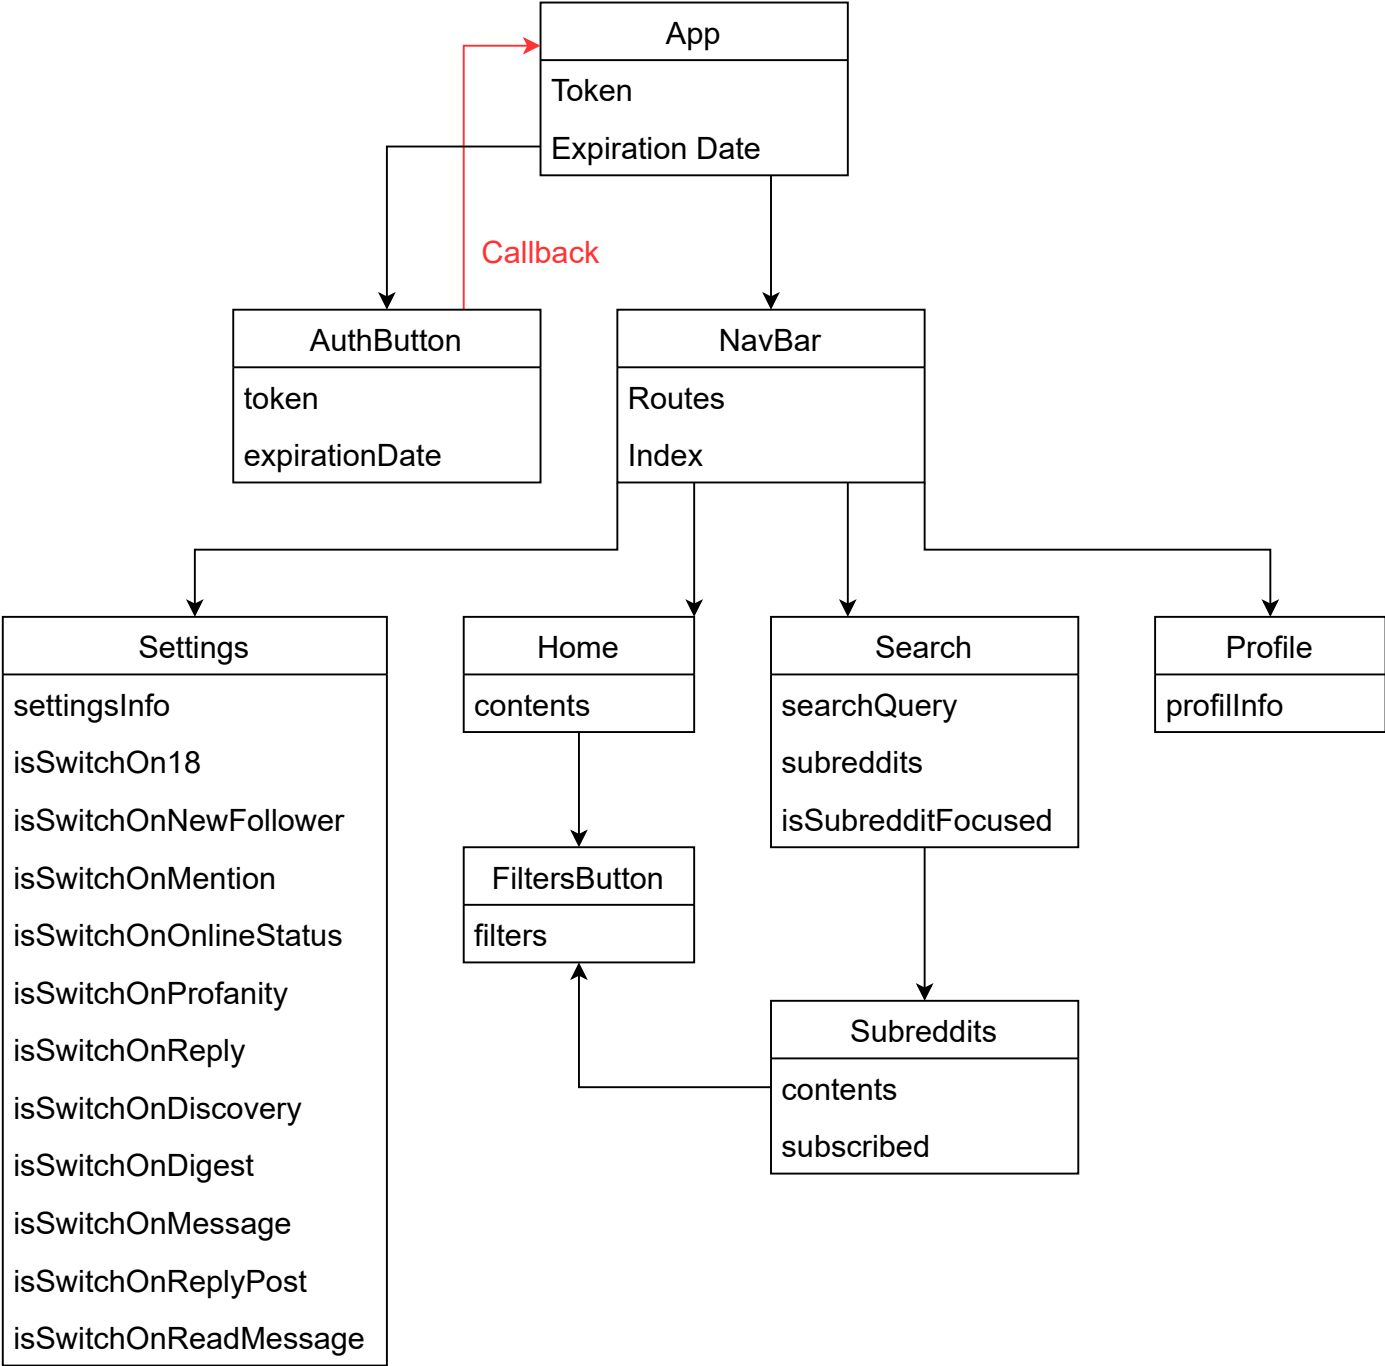 App
Token
Expiration Date
Callback
AuthButton
token
expirationDate
NavBar
Routes
Index
Settings
settingsInfo
isSwitchOn18
isSwitchOnNewFollower
isSwitchOnMention
isSwitchOnOnlineStatus
isSwitchOnProfanity
isSwitchOnReply
isSwitchOnDiscovery
isSwitchOnDigest
isSwitchOnMessage
isSwitchOnReplyPost
isSwitchOnReadMessage
Home
contents
FiltersButton
filters
Search
searchQuery
subreddits
isSubredditFocused
Subreddits
contents
subscribed
Profile
profilInfo